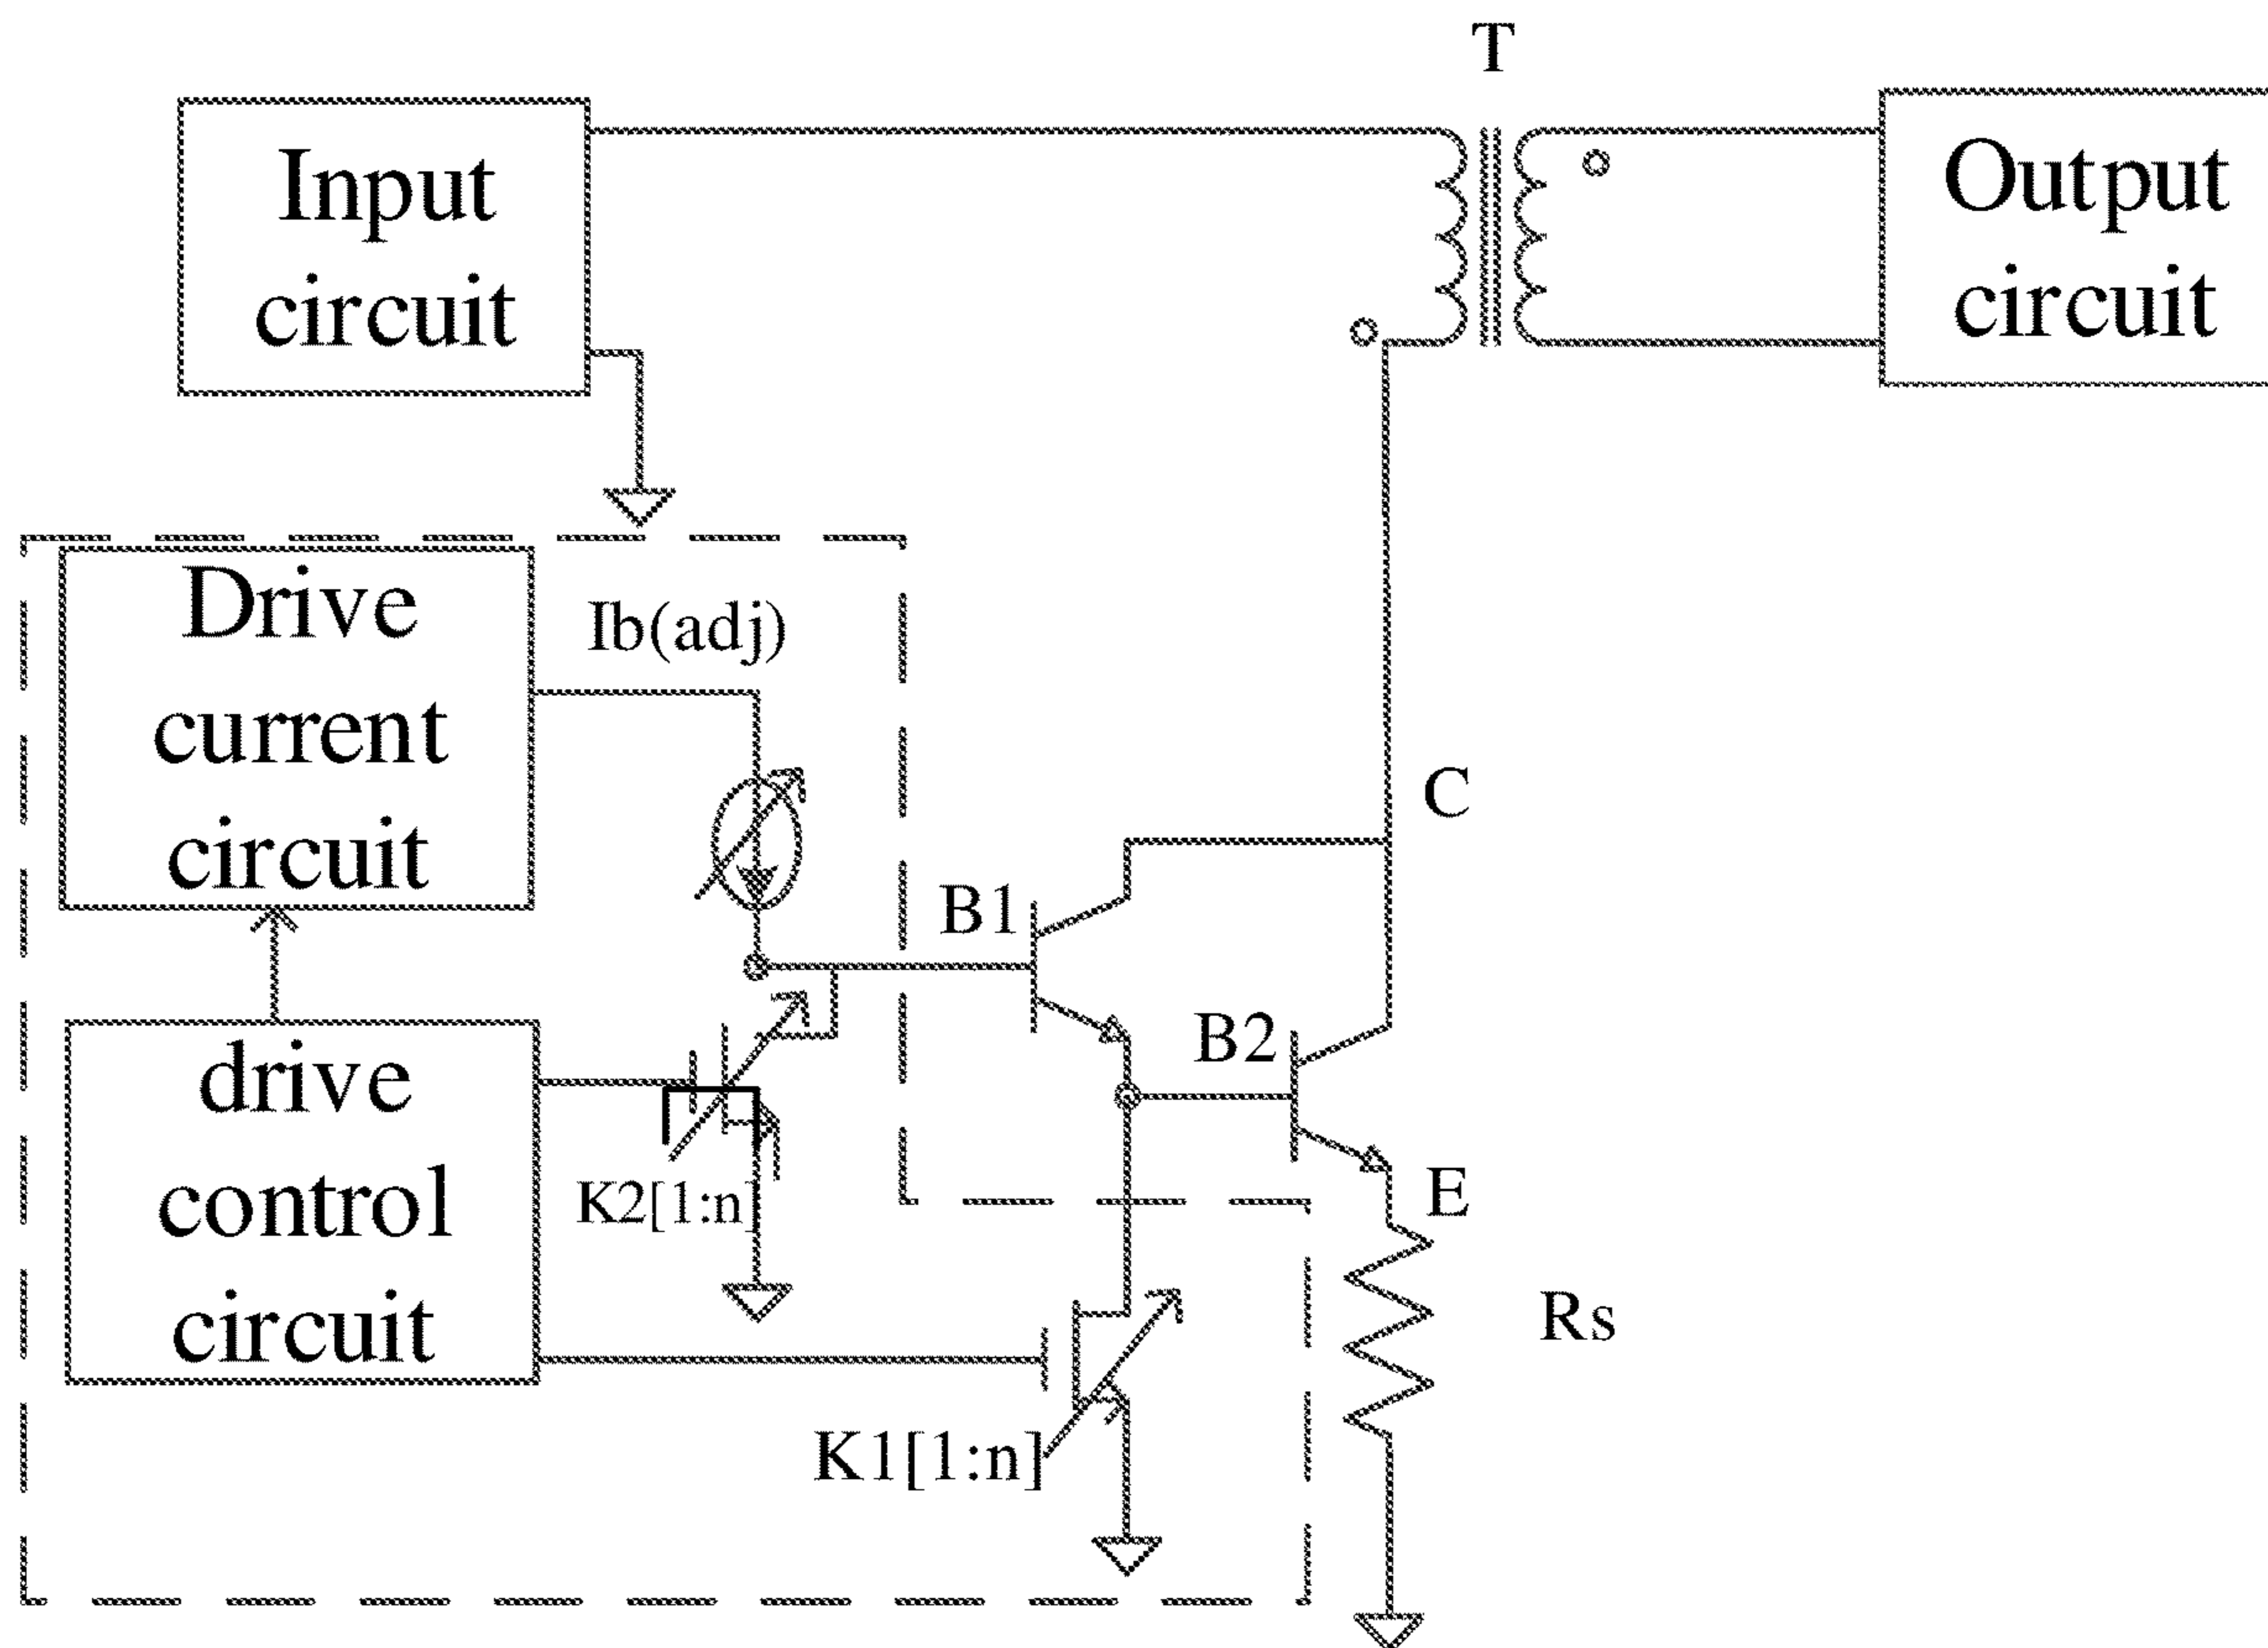 T
Input
circuit
Output
circuit
Drive
current
circuit
Ib(adj)
C
B1
B2
drive
control
circuit
K2[1:n]
E
Rs
K1[1:n]